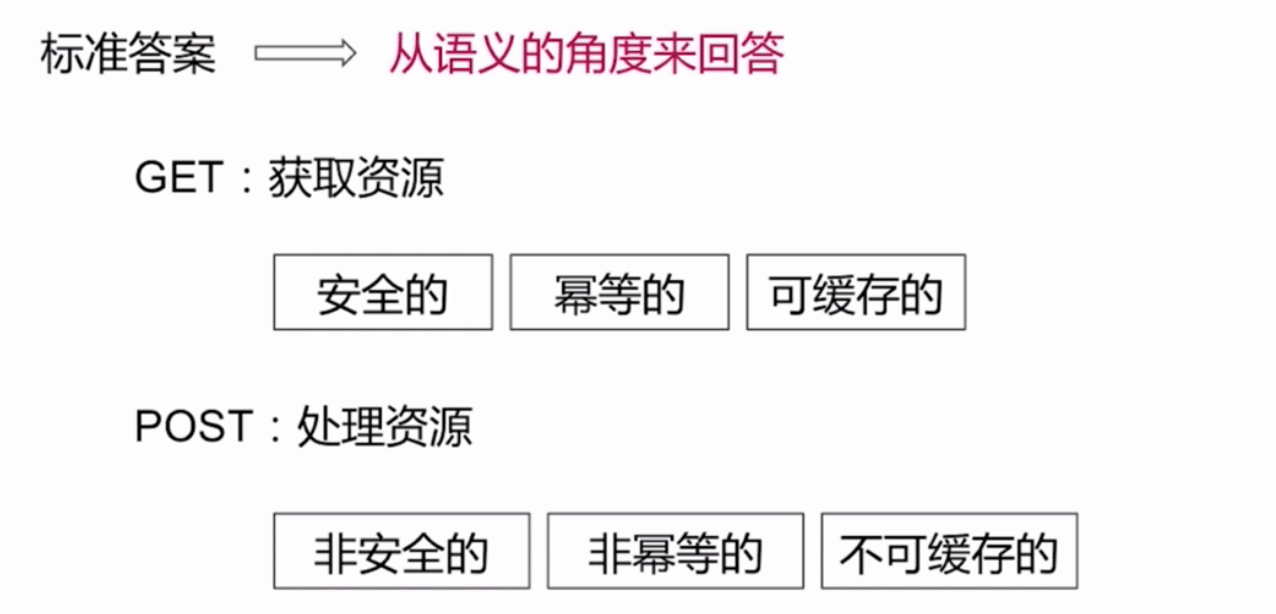 标准答案 从语义的角度来回答
GET：获取资源
安全的 幂等的 可缓存的
POST：处理资源
非安全的 非幂等的 不可缓存的